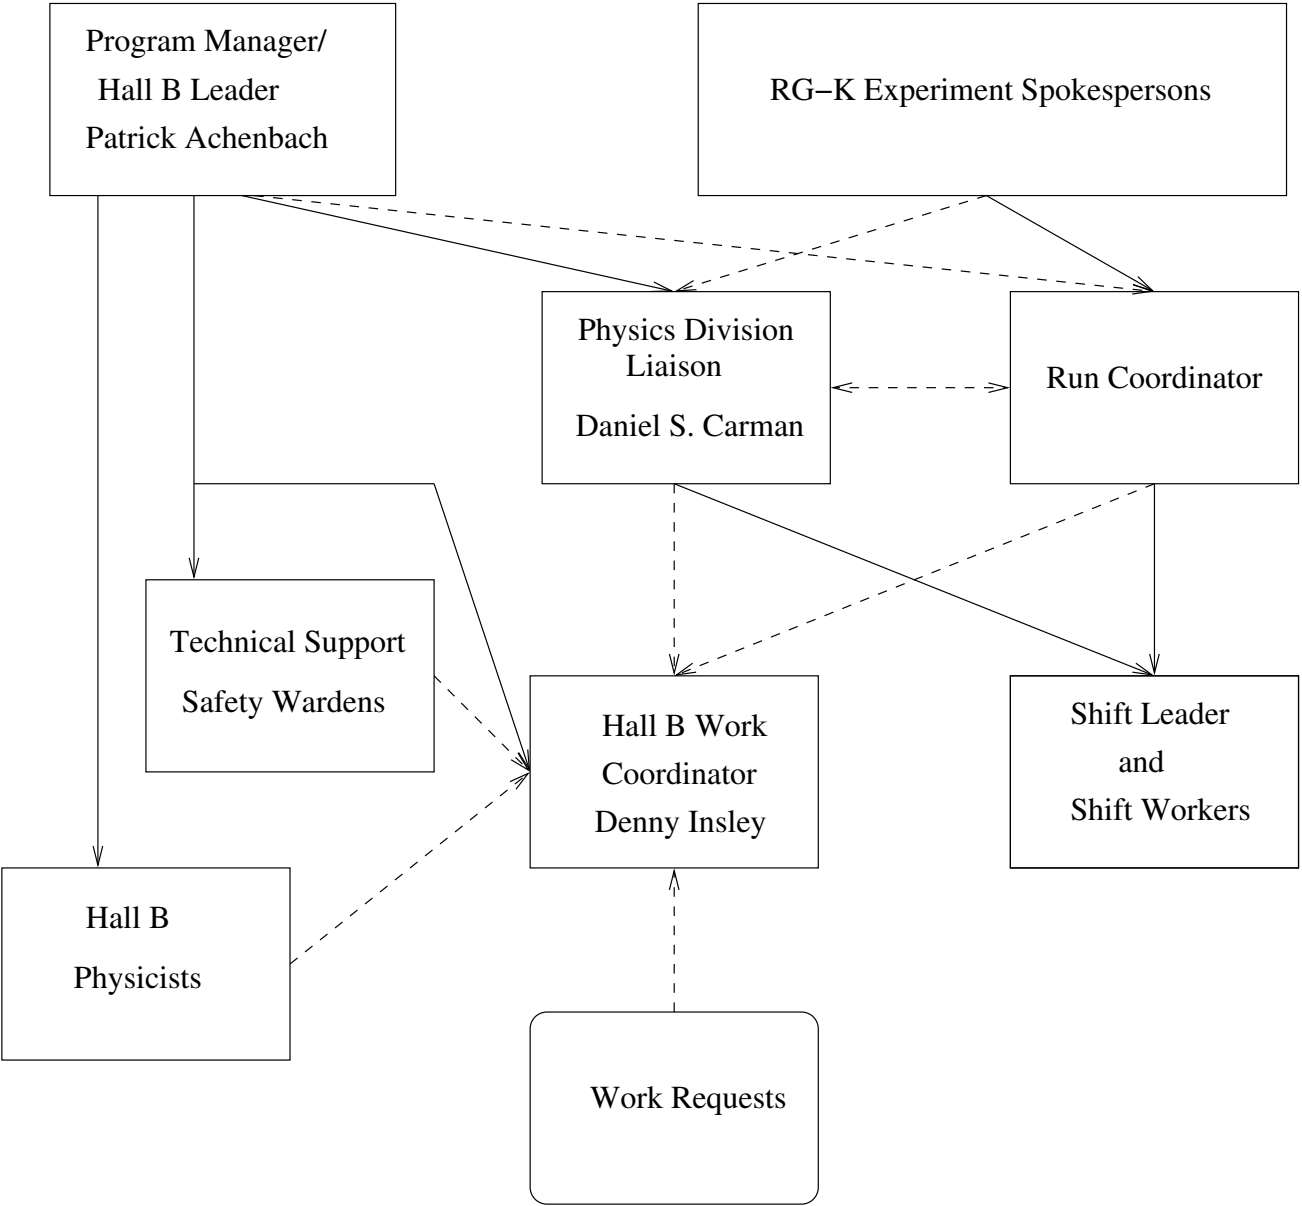 Program Manager/
Hall B Leader
Patrick Achenbach
RG−K Experiment Spokespersons
Physics Division
Liaison
Daniel S. Carman
Run Coordinator
Technical Support
Safety Wardens
Hall B Work
Coordinator
Denny Insley
Shift Leader
and
Shift Workers
Hall B
Physicists
Work Requests